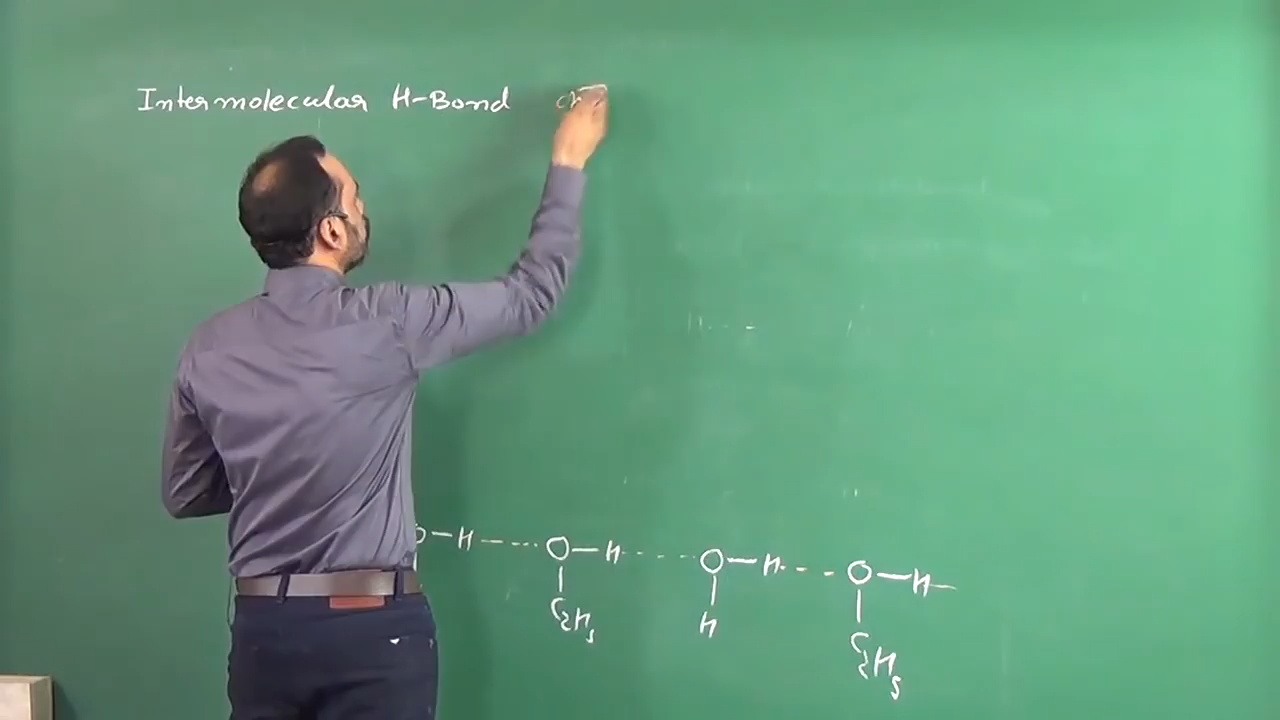 Intermolecular H-Bond
O—H ---- O—H ---- O—H ---- O—H—
C₂H₅ H C₂H₅